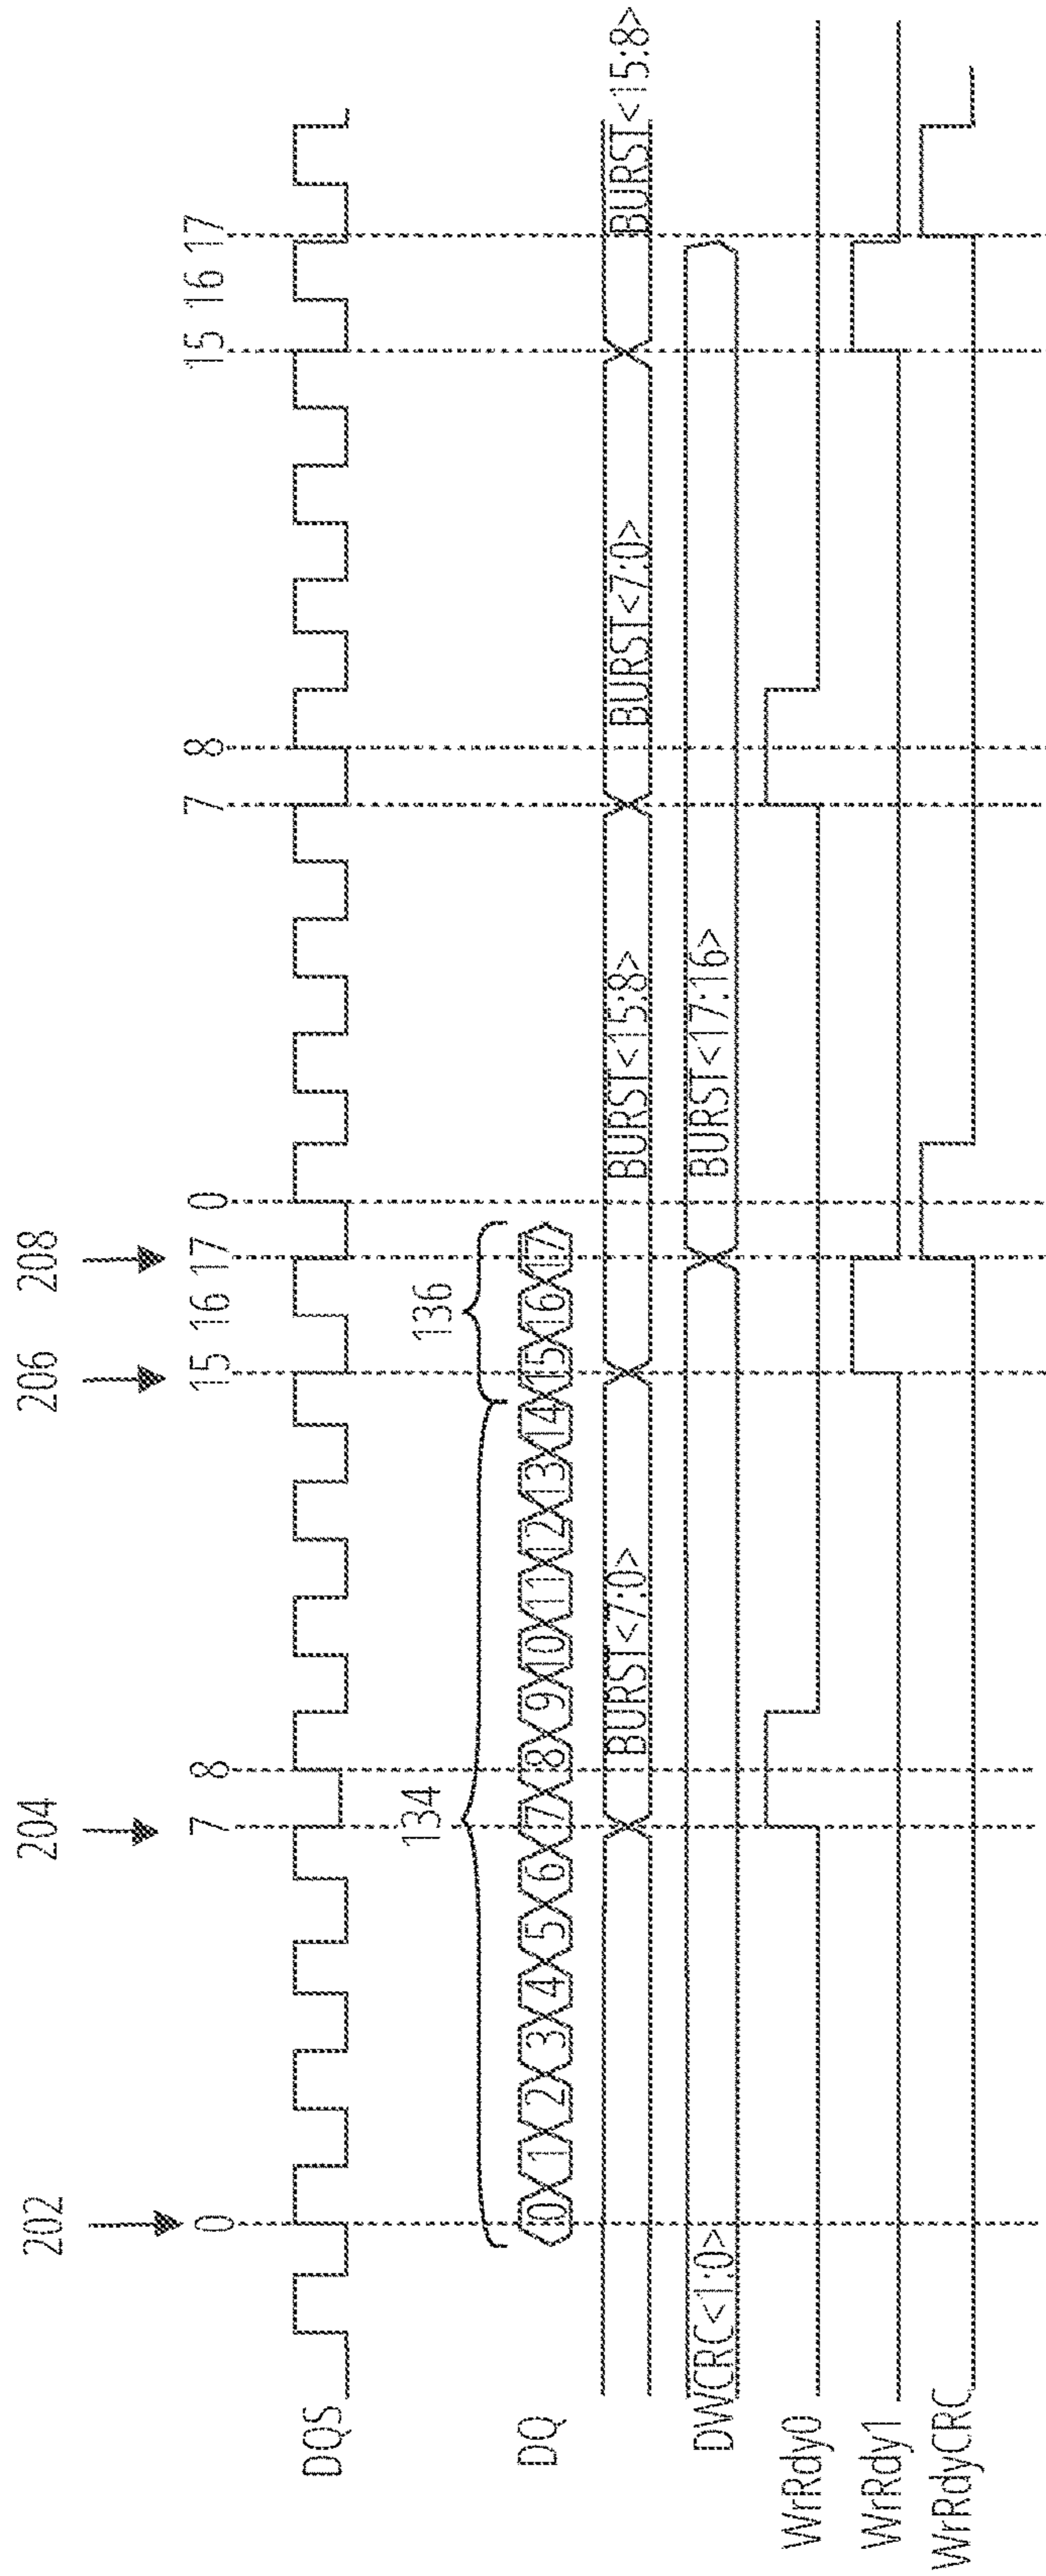 202 204 206 208
0 7 8 15 16 17 0 7 8 15 16 17
DQS
134 136
DQ 0 1 2 3 4 5 6 7 8 9 10 11 12 13 14 15 16 17
BURST<7:0> BURST<15:8> BURST<7:0> BURST<15:8>
DWCRC<1:0> BURST<17:16>
WrRdy0
WrRdy1
WrRdyCRC